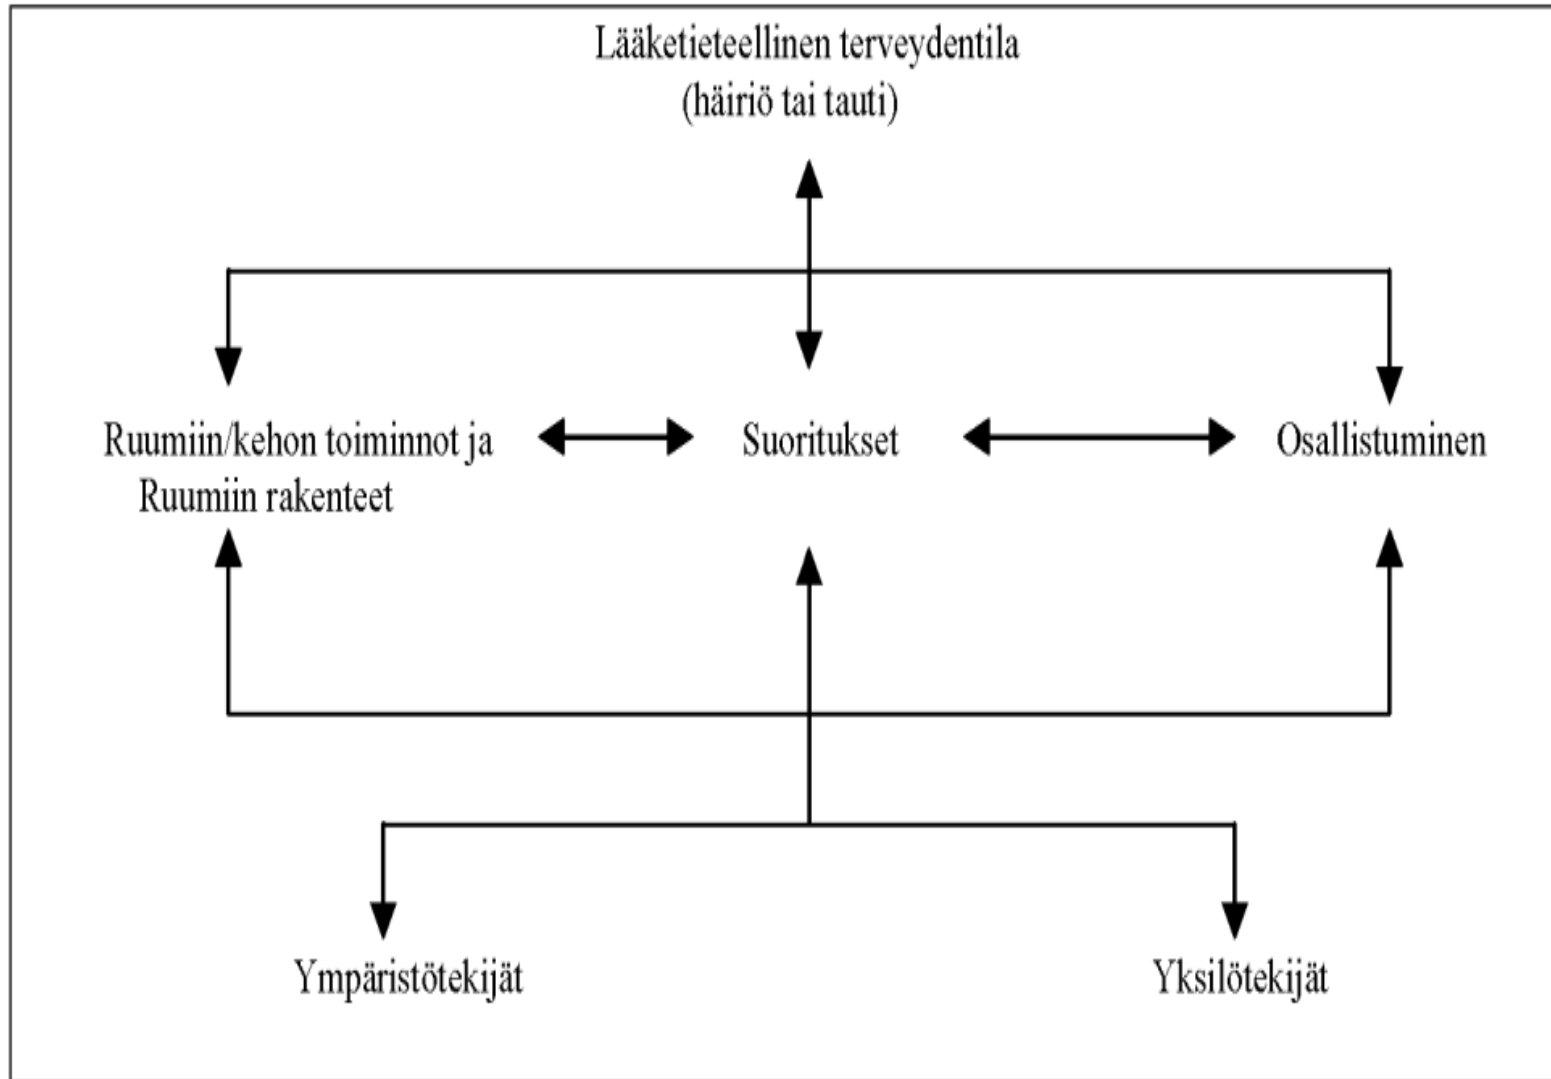 Lääketieteellinen terveydentila
(häiriö tai tauti)
Ruumiin/kehon toiminnot ja
Ruumiin rakenteet
Suoritukset
Osallistuminen
Ympäristötekijät
Yksilötekijät